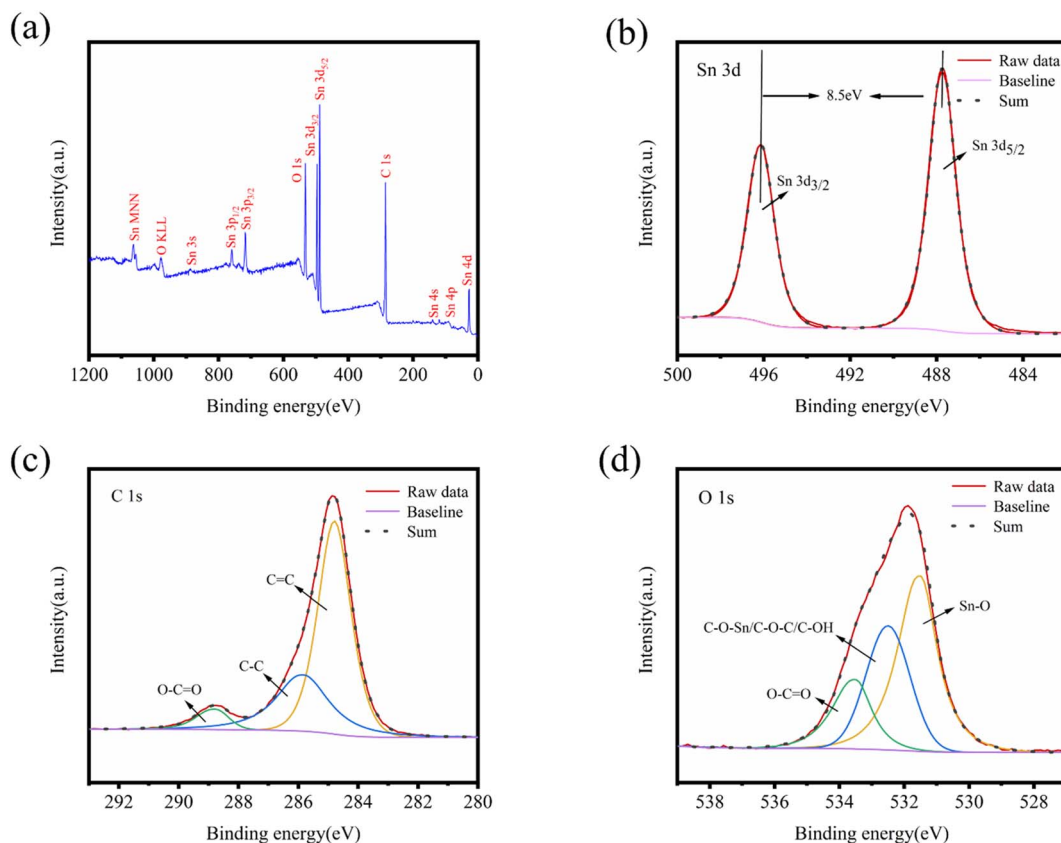 (a)
Intensity(a.u.)
Sn MNN
O KLL
Sn 3s
Sn 3p1/2
Sn 3p3/2
O 1s
Sn 3d3/2
Sn 3d5/2
C 1s
Sn 4s
Sn 4p
Sn 4d
1200 1000 800 600 400 200 0
Binding energy(eV)
(b)
Intensity(a.u.)
Sn 3d
8.5eV
Raw data
Baseline
Sum
Sn 3d5/2
Sn 3d3/2
500 496 492 488 484
Binding energy(eV)
(c)
Intensity(a.u.)
C 1s
Raw data
Baseline
Sum
C=C
C-C
O-C=O
292 290 288 286 284 282 280
Binding energy(eV)
(d)
Intensity(a.u.)
O 1s
Raw data
Baseline
Sum
Sn-O
C-O-Sn/C-O-C/C-OH
O-C=O
538 536 534 532 530 528
Binding energy(eV)